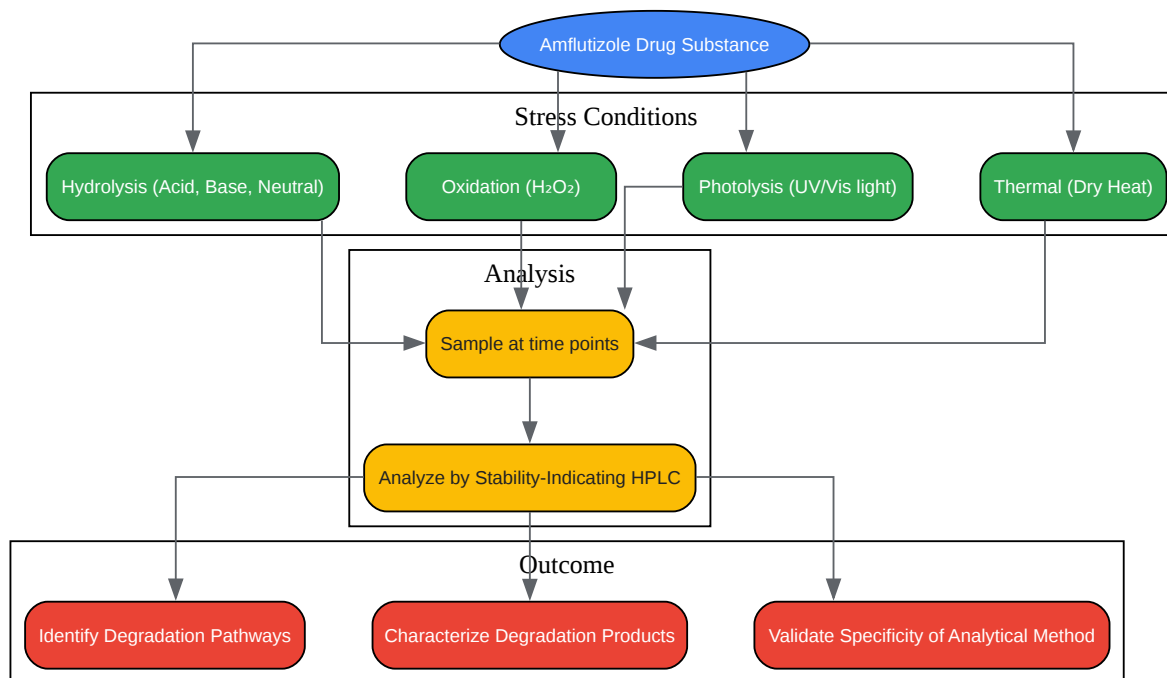 Amflutizole Drug Substance
Stress Conditions
Hydrolysis (Acid, Base, Neutral)
Oxidation (H₂O₂)
Photolysis (UV/Vis light)
Thermal (Dry Heat)
Analysis
Sample at time points
Analyze by Stability-Indicating HPLC
Outcome
Identify Degradation Pathways
Characterize Degradation Products
Validate Specificity of Analytical Method